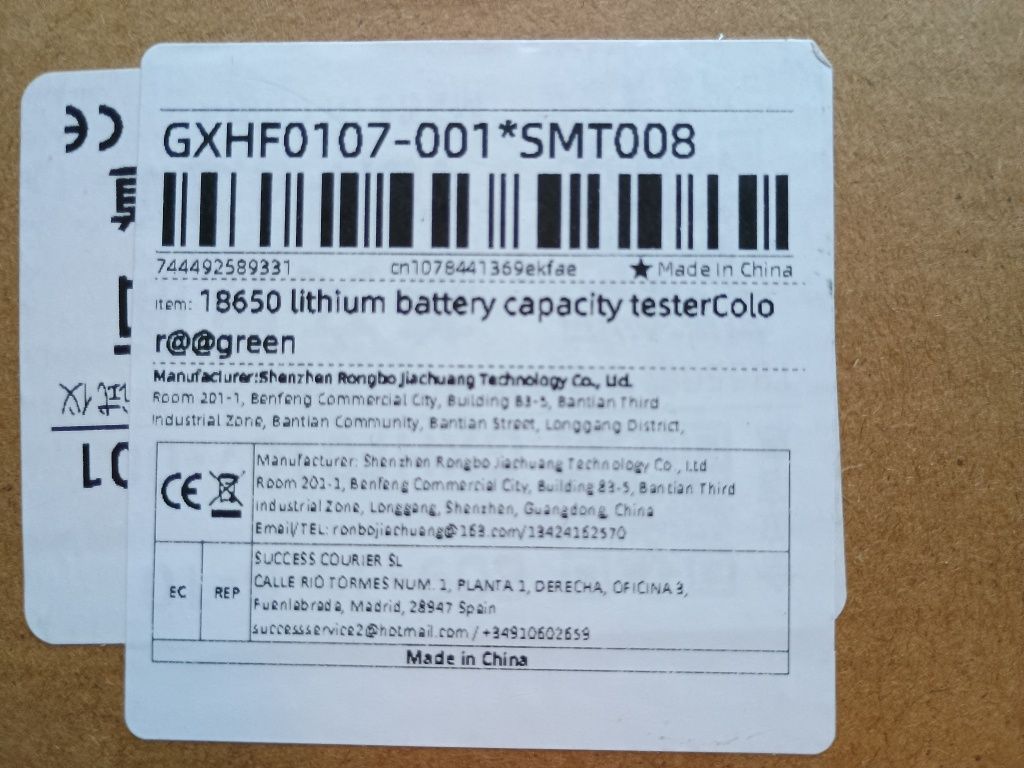 GXHF0107-001*SMT008
744492589331 cn1078441369ekfae ★ Made In China
Item: 18650 lithium battery capacity testerColo
r@@green
Manufacturer:Shenzhen Rongbo Jiachuang Technology Co., Ltd.
Room 201-1, Benfeng Commercial City, Building B3-5, Bantian Third
Industrial Zone, Bantian Community, Bantian Street, Longgang District,
CE
Manufacturer: Shenzhen Rongbo Jiachuang Technology Co., Ltd
Room 201-1, Benfeng Commercial City, Building B3-5, Bantian Third
Industrial Zone, Longgang, Shenzhen, Guangdong, China
Email/TEL: ronbojiachuang@163.com/13424162570
EC REP
SUCCESS COURIER SL
CALLE RIO TORMES NUM. 1, PLANTA 1, DERECHA, OFICINA 3,
Fuenlabrada, Madrid, 28947 Spain
successservice2@hotmail.com / +34910602659
Made in China
CE